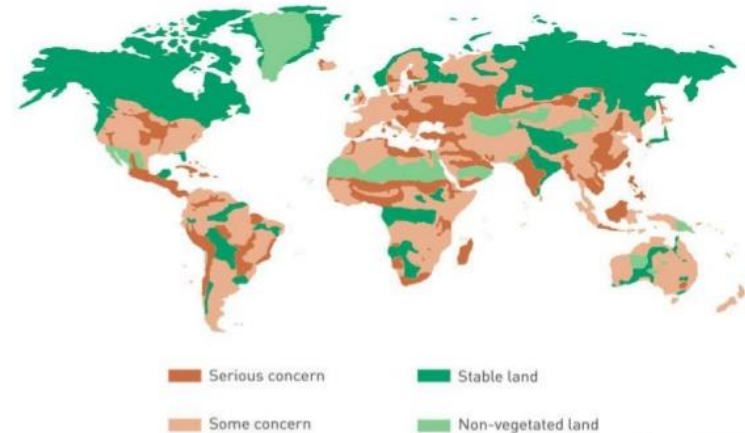 Serious concern
Stable land
Some concern
Non-vegetated land